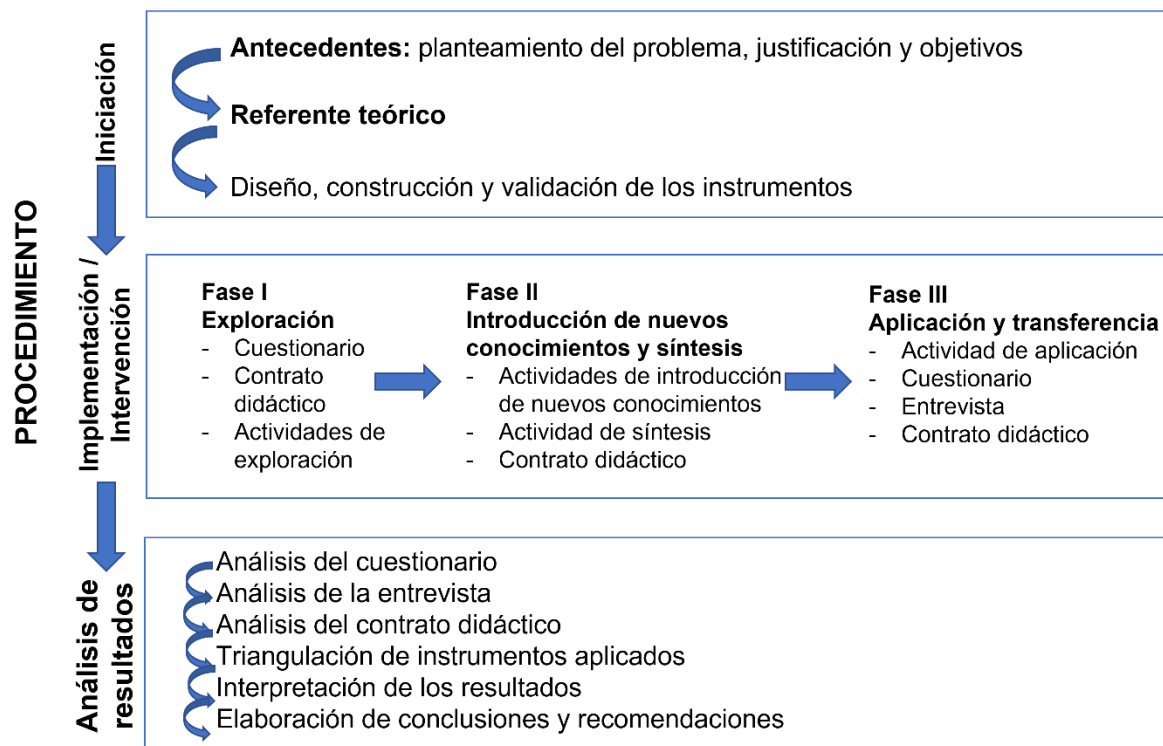 PROCEDIMIENTO
Iniciación
Antecedentes: planteamiento del problema, justificación y objetivos
Referente teórico
Diseño, construcción y validación de los instrumentos
Implementación /
Intervención
Fase I
Exploración
- Cuestionario
- Contrato
didáctico
- Actividades de
exploración
Fase II
Introducción de nuevos
conocimientos y síntesis
- Actividades de introducción
de nuevos conocimientos
- Actividad de síntesis
- Contrato didáctico
Fase III
Aplicación y transferencia
- Actividad de aplicación
- Cuestionario
- Entrevista
- Contrato didáctico
Análisis de
resultados
Análisis del cuestionario
Análisis de la entrevista
Análisis del contrato didáctico
Triangulación de instrumentos aplicados
Interpretación de los resultados
Elaboración de conclusiones y recomendaciones